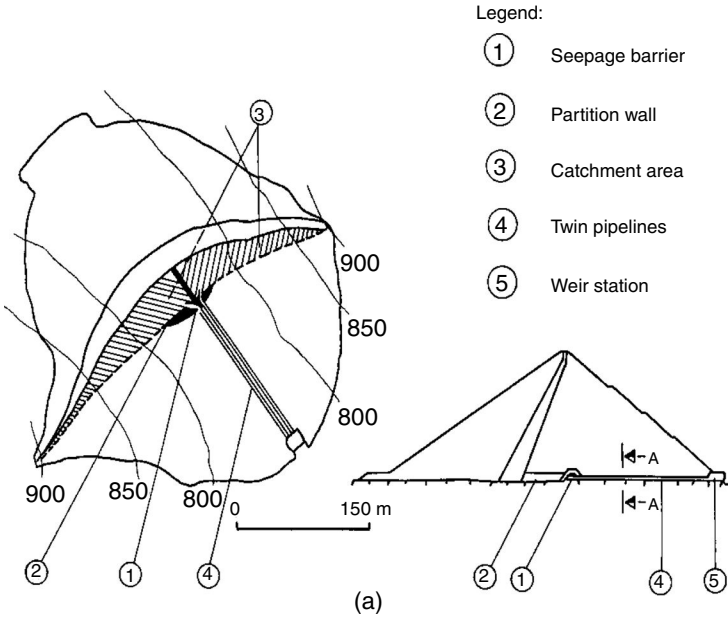 Legend:
1 Seepage barrier
2 Partition wall
3 Catchment area
4 Twin pipelines
5 Weir station
3
900
850
800
900
850
800
0 150 m
2
1
4
A
A
2
1
4
5
(a)